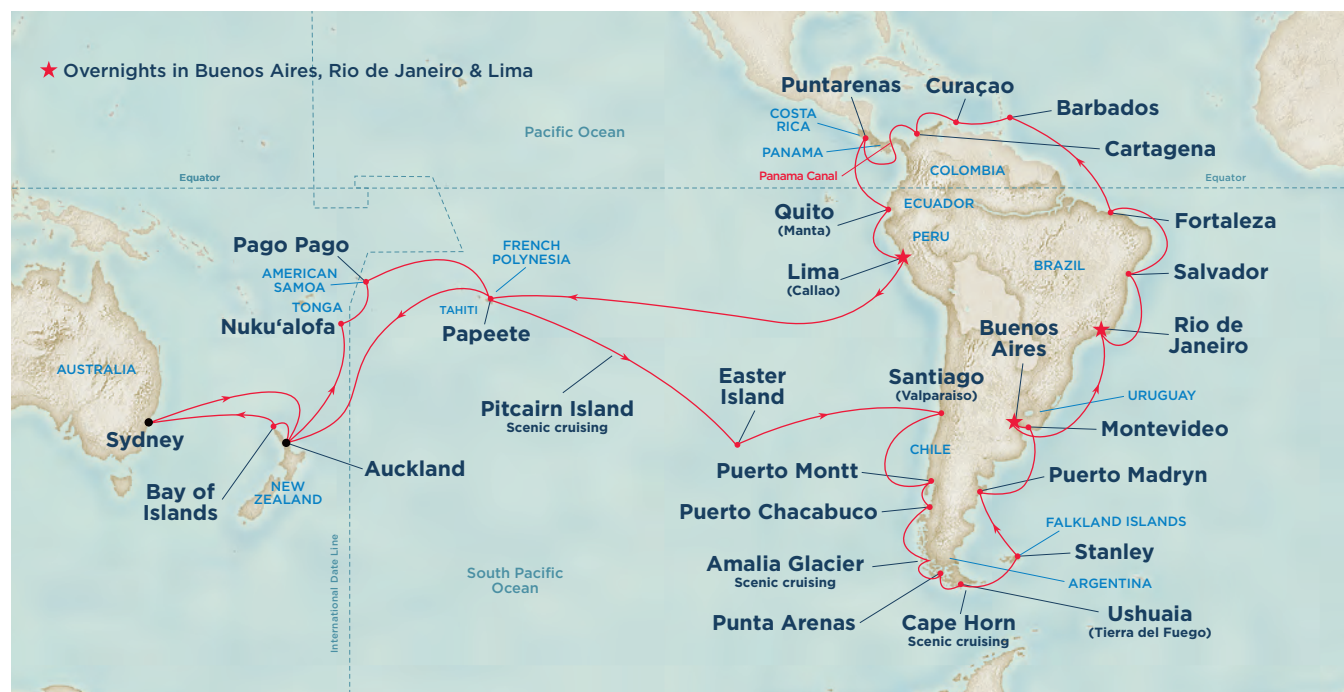 ★ Overnights in Buenos Aires, Rio de Janeiro & Lima
Pacific Ocean
Equator
Puntarenas
Curaçao
Barbados
COSTA
RICA
PANAMA
Panama Canal
Cartagena
COLOMBIA
Equator
ECUADOR
Quito
(Manta)
PERU
Fortaleza
Lima
(Callao)
BRAZIL
Salvador
Pago Pago
AMERICAN
SAMOA
TONGA
Nuku‘alofa
FRENCH
POLYNESIA
TAHITI
Papeete
Buenos
Aires
Rio de
Janeiro
AUSTRALIA
Easter
Island
Santiago
(Valparaiso)
URUGUAY
Pitcairn Island
Scenic cruising
Sydney
Montevideo
CHILE
Auckland
Puerto Montt
Puerto Madryn
Bay of
Islands
NEW
ZEALAND
Puerto Chacabuco
FALKLAND ISLANDS
Stanley
International Date Line
South Pacific
Ocean
Amalia Glacier
Scenic cruising
ARGENTINA
Punta Arenas
Cape Horn
Scenic cruising
Ushuaia
(Tierra del Fuego)